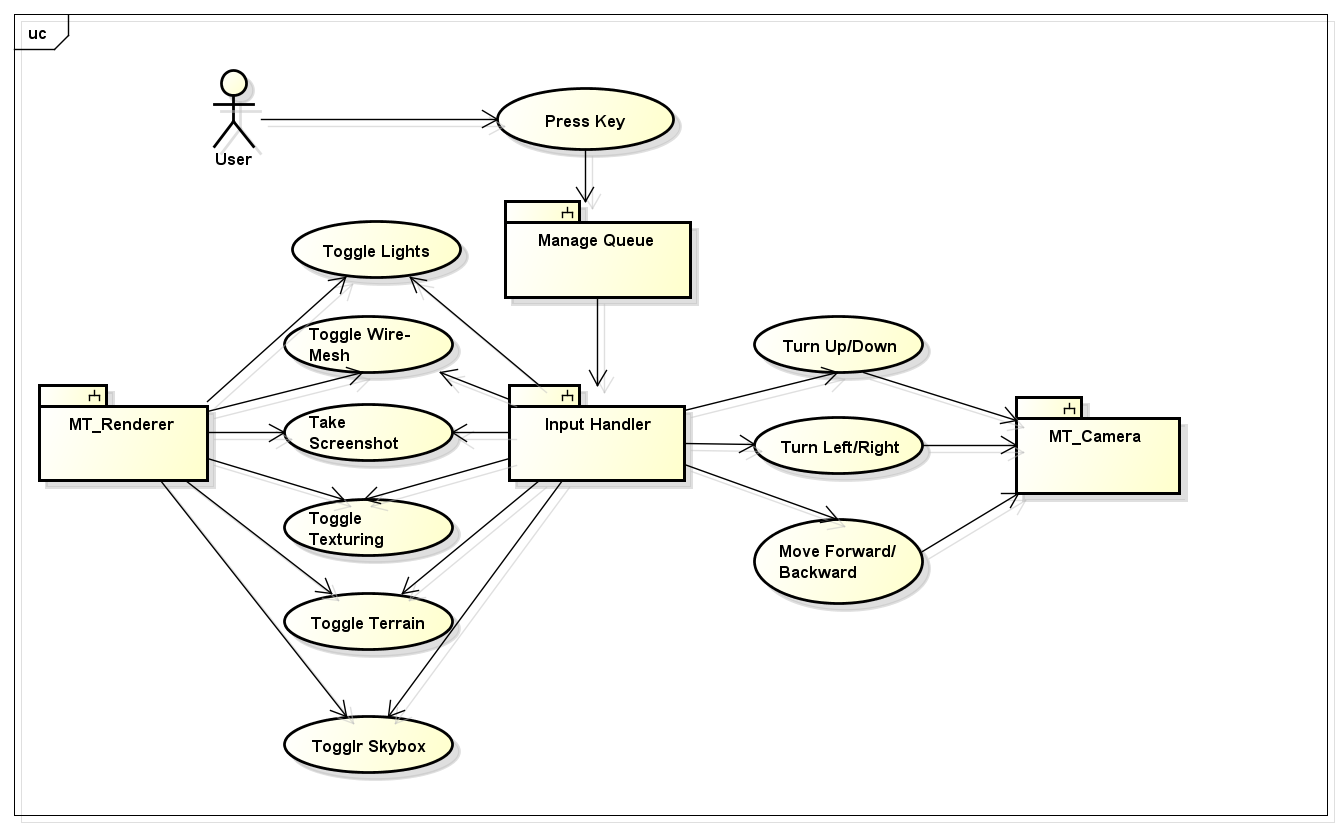 uc
User
Press Key
Manage Queue
Toggle Lights
Toggle Wire-
Mesh
Turn Up/Down
MT_Renderer
Take
Screenshot
Input Handler
Turn Left/Right
MT_Camera
Toggle
Texturing
Move Forward/
Backward
Toggle Terrain
Togglr Skybox